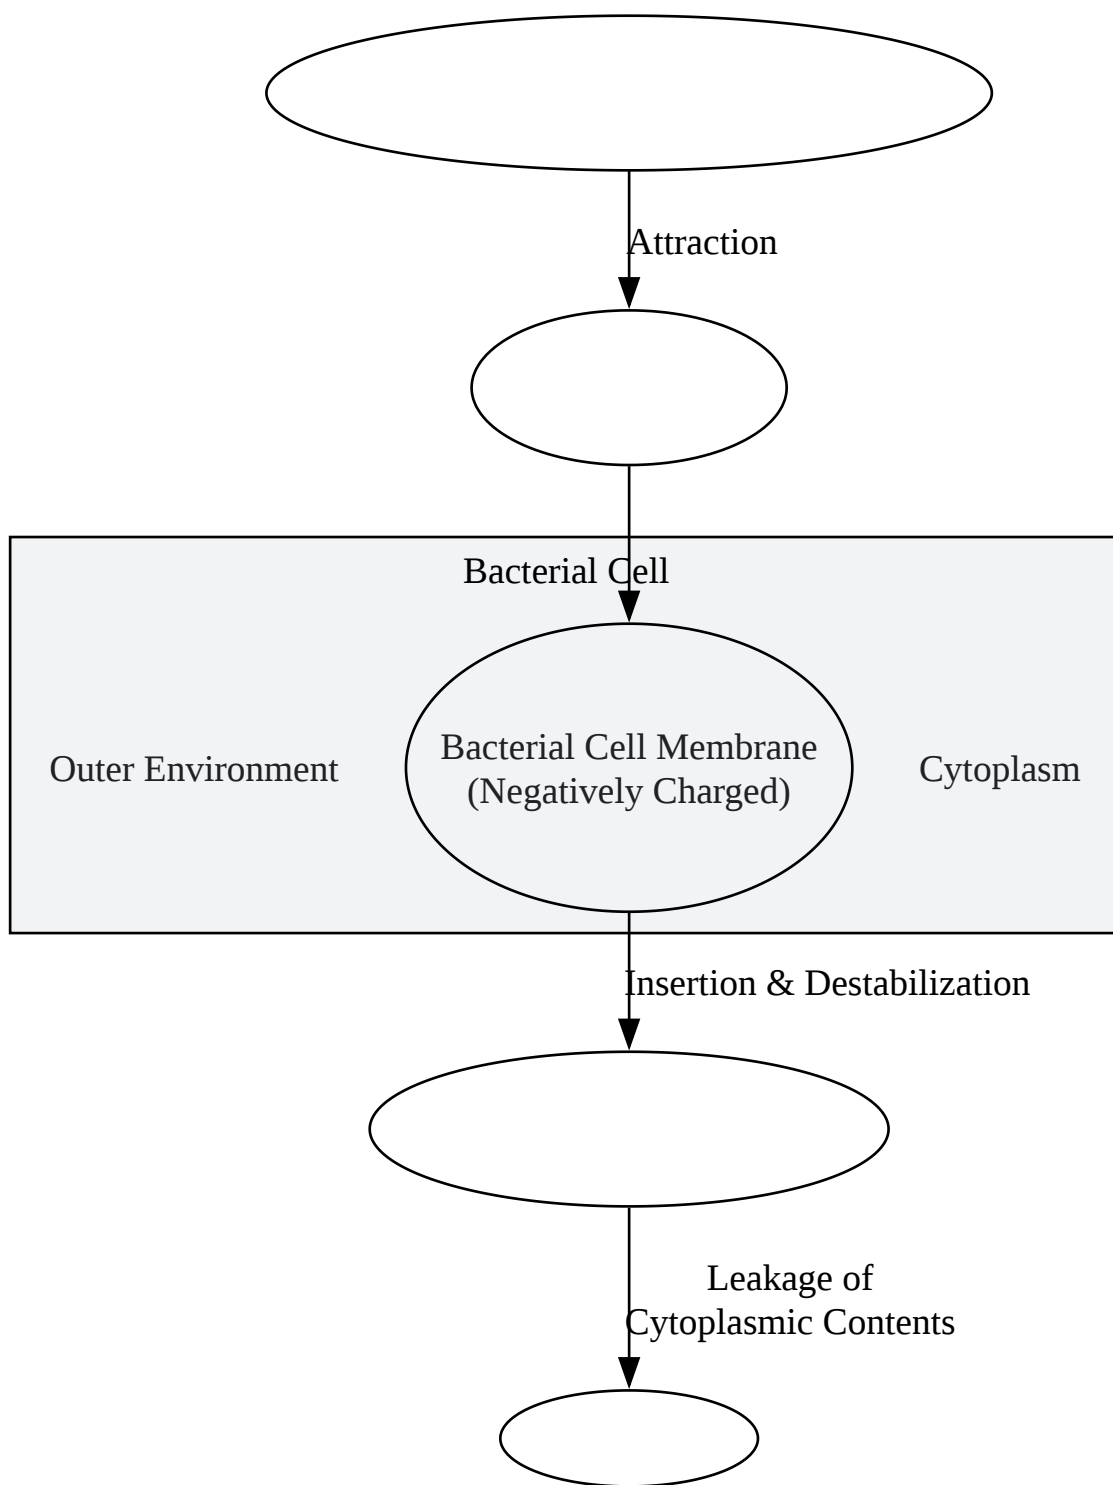 Attraction
Bacterial Cell
Outer Environment
Bacterial Cell Membrane
(Negatively Charged)
Cytoplasm
Insertion & Destabilization
Leakage of
Cytoplasmic Contents